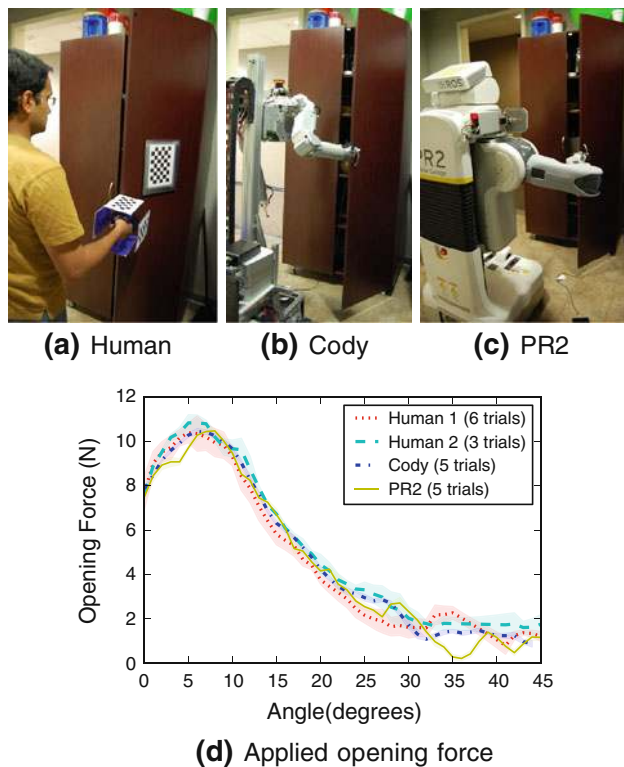 ROS
PR2
(a) Human
(b) Cody
(c) PR2
12
10
8
6
4
2
0
Opening Force (N)
Human 1 (6 trials)
Human 2 (3 trials)
Cody (5 trials)
PR2 (5 trials)
0 5 10 15 20 25 30 35 40 45
Angle(degrees)
(d) Applied opening force